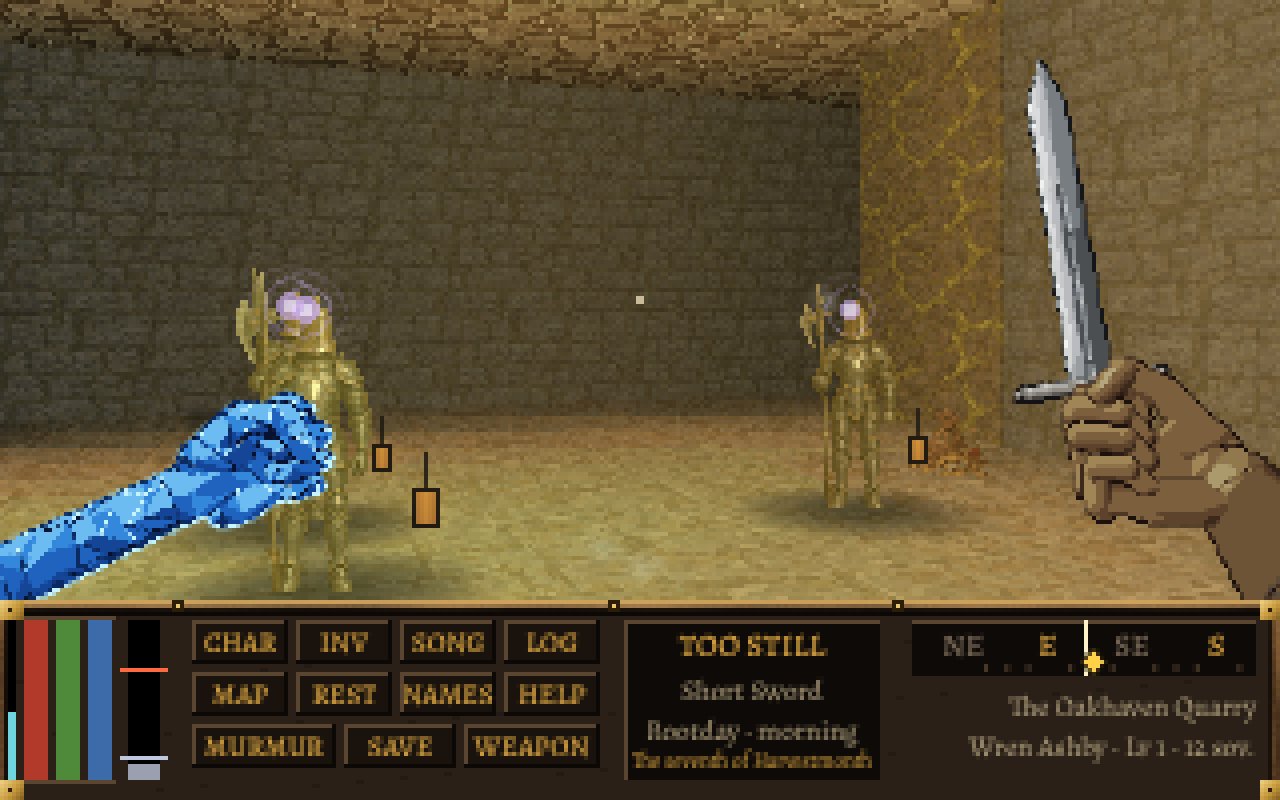 CHAR INV SONG LOG
MAP REST NAMES HELP
MURMUR SAVE WEAPON
TOO STILL
Short Sword
Rootday - morning
The seventh of Harvestmonth
NE E SE S
The Oakhaven Quarry
Wren Ashby - Lv 1 - 12 sov.